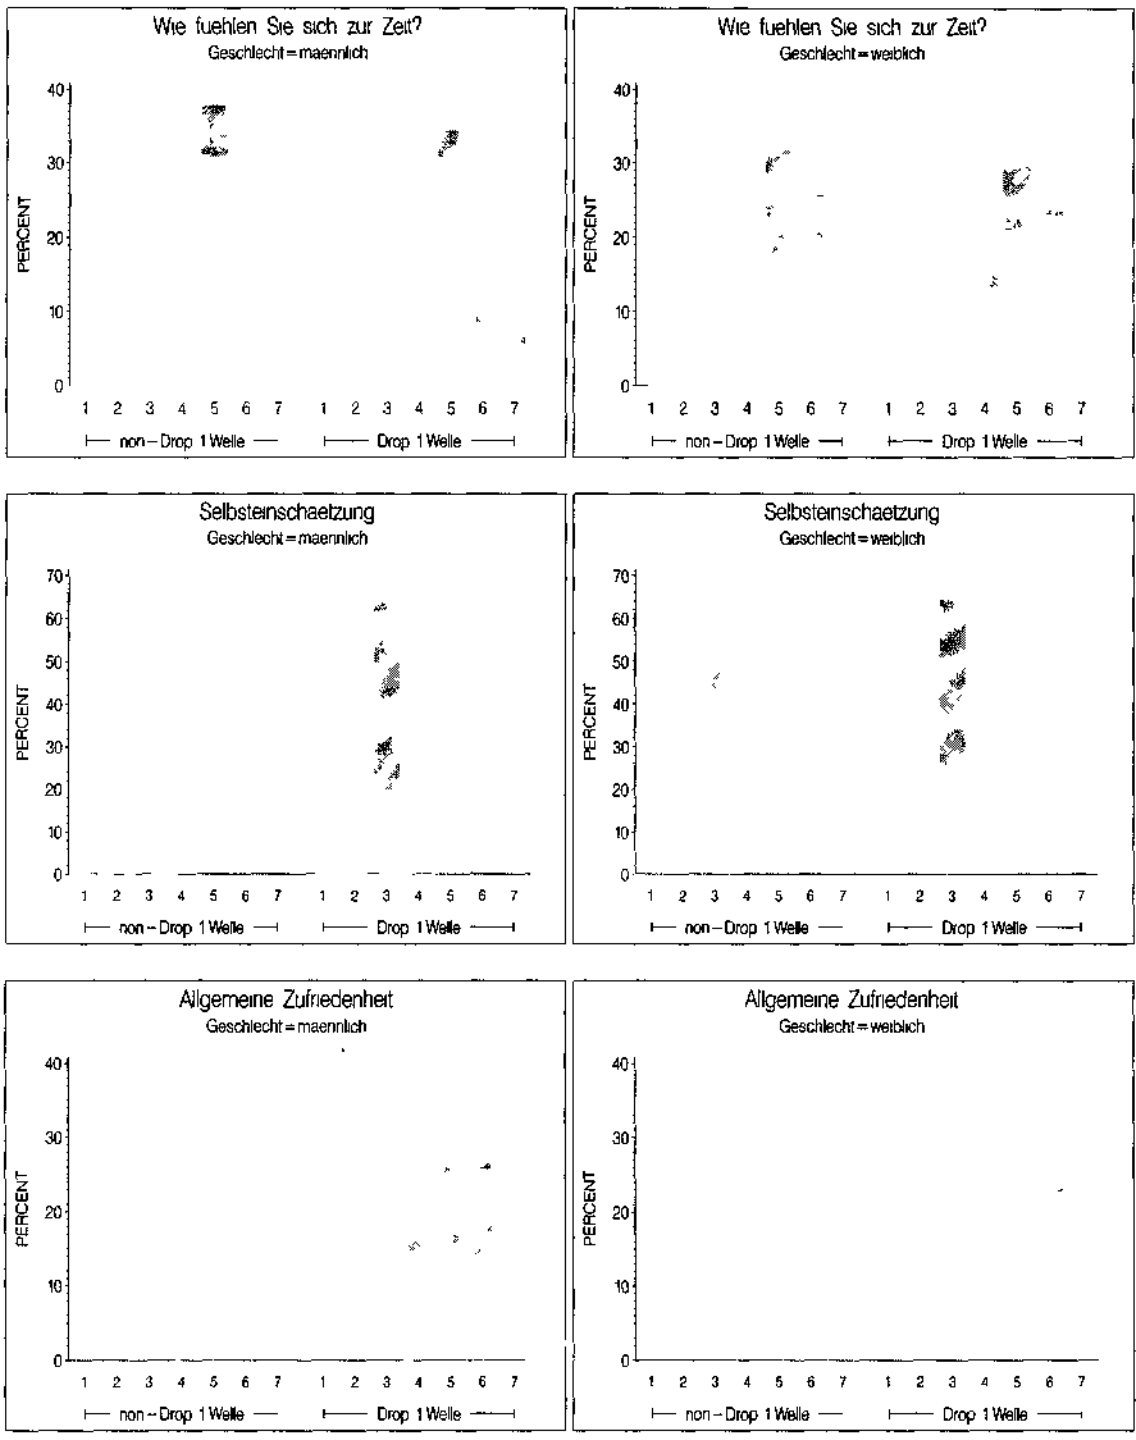 Wie fuehlen Sie sich zur Zeit?
Geschlecht=maennlich
PERCENT
40
30
20
10
0
1 2 3 4 5 6 7 1 2 3 4 5 6 7
non-Drop 1 Welle Drop 1 Welle
Wie fuehlen Sie sich zur Zeit?
Geschlecht=weiblich
PERCENT
40
30
20
10
0
1 2 3 4 5 6 7 1 2 3 4 5 6 7
non-Drop 1 Welle Drop 1 Welle
Selbsteinschaetzung
Geschlecht=maennlich
PERCENT
70
60
50
40
30
20
10
0
1 2 3 4 5 6 7 1 2 3 4 5 6 7
non-Drop 1 Welle Drop 1 Welle
Selbsteinschaetzung
Geschlecht=weiblich
PERCENT
70
60
50
40
30
20
10
0
1 2 3 4 5 6 7 1 2 3 4 5 6 7
non-Drop 1 Welle Drop 1 Welle
Allgemeine Zufriedenheit
Geschlecht=maennlich
PERCENT
40
30
20
10
0
1 2 3 4 5 6 7 1 2 3 4 5 6 7
non-Drop 1 Welle Drop 1 Welle
Allgemeine Zufriedenheit
Geschlecht=weiblich
PERCENT
40
30
20
10
0
1 2 3 4 5 6 7 1 2 3 4 5 6 7
non-Drop 1 Welle Drop 1 Welle